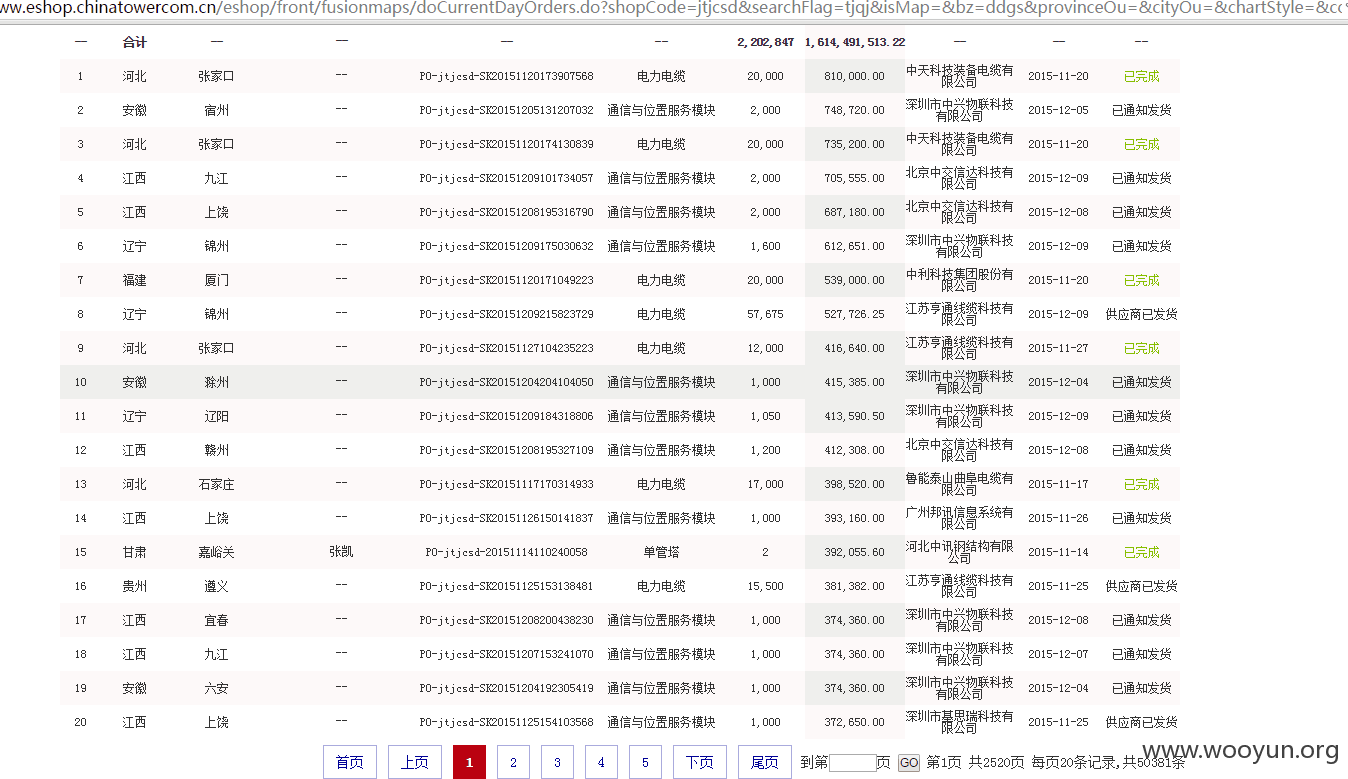 ww.eshop.chinatowercom.cn/eshop/front/fusionmaps/doCurrentDayOrders.do?shopCode=jtjcsd&searchFlag=tjqj&isMap=&bz=ddgs&provinceOu=&cityOu=&chartStyle=&cc
— 合计 — — — -- 2,202,847 1,614,491,513.22 — — --
1 河北 张家口 -- PO-jtjcsd-SK20151120173907568 电力电缆 20,000 810,000.00 中天科技装备电缆有限公司 2015-11-20 已完成
2 安徽 宿州 -- PO-jtjcsd-SK20151205131207032 通信与位置服务模块 2,000 748,720.00 深圳市中兴物联科技有限公司 2015-12-05 已通知发货
3 河北 张家口 -- PO-jtjcsd-SK20151120174130839 电力电缆 20,000 735,200.00 中天科技装备电缆有限公司 2015-11-20 已完成
4 江西 九江 -- PO-jtjcsd-SK20151209101734057 通信与位置服务模块 2,000 705,555.00 北京中交信达科技有限公司 2015-12-09 已通知发货
5 江西 上饶 -- PO-jtjcsd-SK20151208195316790 通信与位置服务模块 2,000 687,180.00 北京中交信达科技有限公司 2015-12-08 已通知发货
6 辽宁 锦州 -- PO-jtjcsd-SK20151209175030632 通信与位置服务模块 1,600 612,651.00 深圳市中兴物联科技有限公司 2015-12-09 已通知发货
7 福建 厦门 -- PO-jtjcsd-SK20151120171049223 电力电缆 20,000 539,000.00 中利科技集团股份有限公司 2015-11-20 已完成
8 辽宁 锦州 -- PO-jtjcsd-SK20151209215823729 电力电缆 57,675 527,726.25 江苏亨通线缆科技有限公司 2015-12-09 供应商已发货
9 河北 张家口 -- PO-jtjcsd-SK20151127104235223 电力电缆 12,000 416,640.00 江苏亨通线缆科技有限公司 2015-11-27 已完成
10 安徽 滁州 -- PO-jtjcsd-SK20151204204104050 通信与位置服务模块 1,000 415,385.00 深圳市中兴物联科技有限公司 2015-12-04 已通知发货
11 辽宁 辽阳 -- PO-jtjcsd-SK20151209184318806 通信与位置服务模块 1,050 413,590.50 深圳市中兴物联科技有限公司 2015-12-09 已通知发货
12 江西 赣州 -- PO-jtjcsd-SK20151208195327109 通信与位置服务模块 1,200 412,308.00 北京中交信达科技有限公司 2015-12-08 已通知发货
13 河北 石家庄 -- PO-jtjcsd-SK20151117170314933 电力电缆 17,000 398,520.00 鲁能泰山曲阜电缆有限公司 2015-11-17 已完成
14 江西 上饶 -- PO-jtjcsd-SK20151126150141837 通信与位置服务模块 1,000 393,160.00 广州邦讯信息系统有限公司 2015-11-26 已通知发货
15 甘肃 嘉峪关 张凯 PO-jtjcsd-20151114110240058 单管塔 2 392,055.60 河北中讯钢结构有限公司 2015-11-14 已完成
16 贵州 遵义 -- PO-jtjcsd-SK20151125153138481 电力电缆 15,500 381,382.00 江苏亨通线缆科技有限公司 2015-11-25 供应商已发货
17 江西 宜春 -- PO-jtjcsd-SK20151208200438230 通信与位置服务模块 1,000 374,360.00 深圳市中兴物联科技有限公司 2015-12-08 已通知发货
18 江西 九江 -- PO-jtjcsd-SK20151207153241070 通信与位置服务模块 1,000 374,360.00 深圳市中兴物联科技有限公司 2015-12-07 已通知发货
19 安徽 六安 -- PO-jtjcsd-SK20151204192305419 通信与位置服务模块 1,000 374,360.00 深圳市中兴物联科技有限公司 2015-12-04 已通知发货
20 江西 上饶 -- PO-jtjcsd-SK20151125154103568 通信与位置服务模块 1,000 372,650.00 深圳市基思瑞科技有限公司 2015-11-25 供应商已发货
首页 上页 1 2 3 4 5 下页 尾页 到第 页 GO 第1页 共2520页 每页20条记录,共50381条
www.wooyun.org